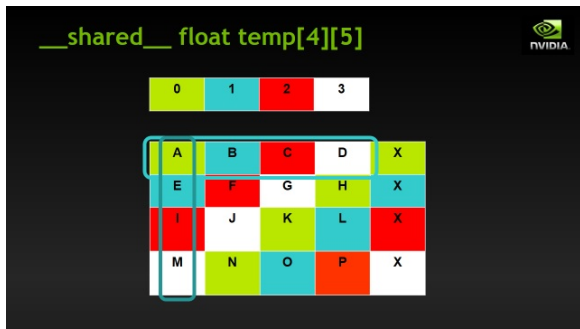 __shared__ float temp[4][5]
NVIDIA
0 1 2 3
A B C D X
E F G H X
I J K L X
M N O P X